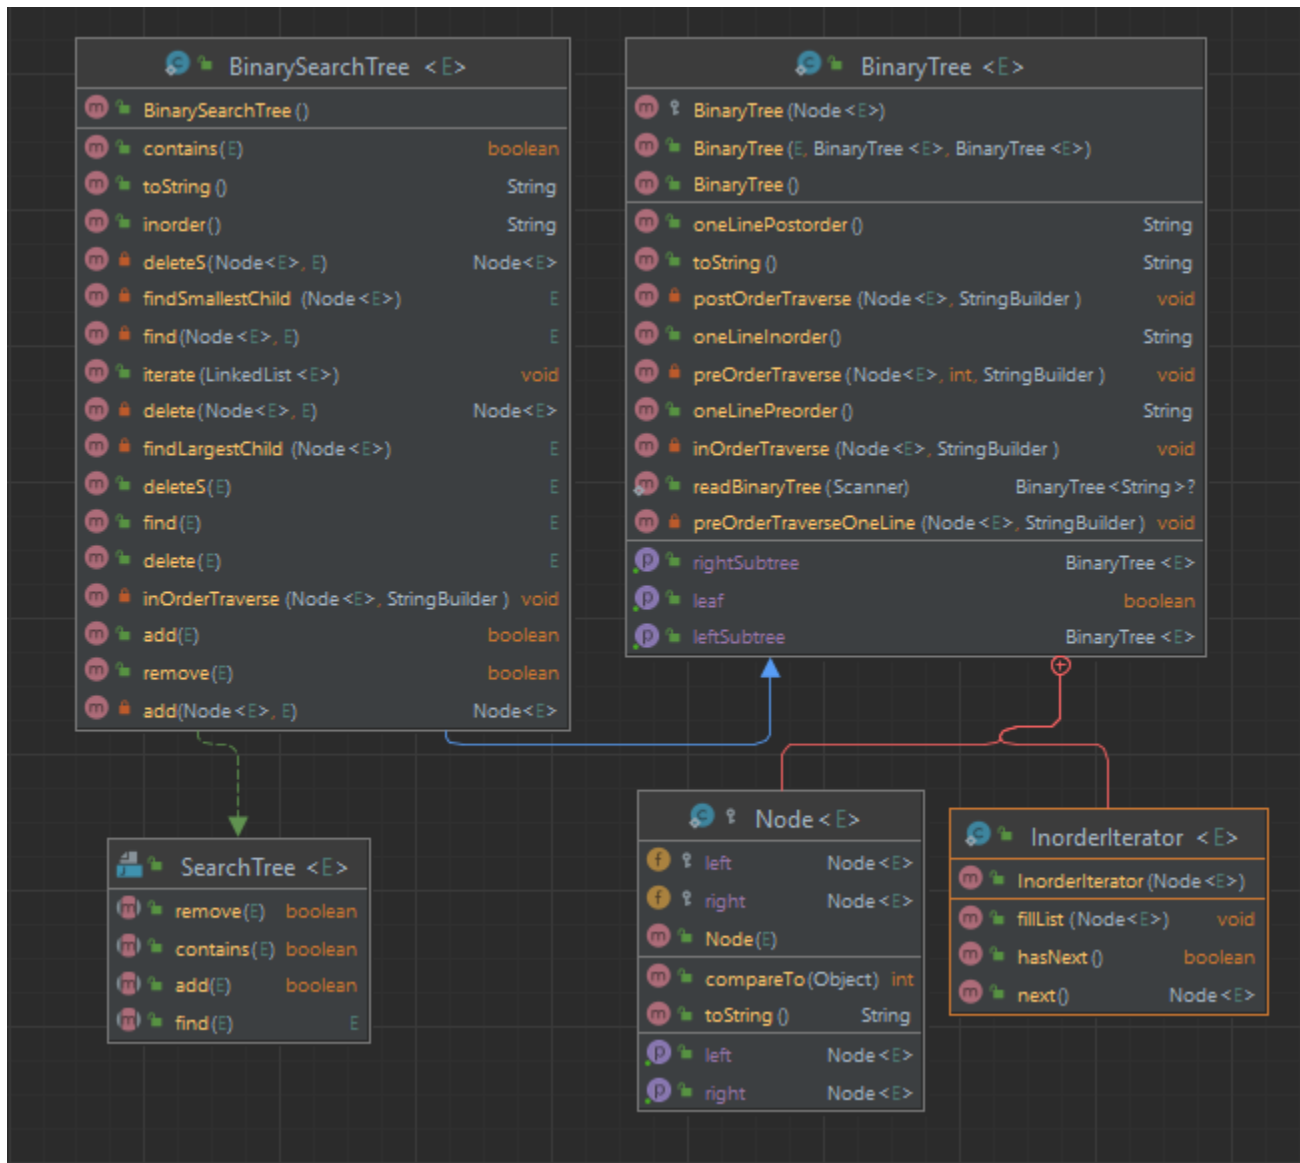 BinarySearchTree <E>
BinarySearchTree()
contains(E) boolean
toString() String
inorder() String
deleteS(Node<E>, E) Node<E>
findSmallestChild (Node<E>) E
find(Node<E>, E) E
iterate(LinkedList<E>) void
delete(Node<E>, E) Node<E>
findLargestChild (Node<E>) E
deleteS(E) E
find(E) E
delete(E) E
inOrderTraverse (Node<E>, StringBuilder) void
add(E) boolean
remove(E) boolean
add(Node<E>, E) Node<E>
BinaryTree <E>
BinaryTree(Node<E>)
BinaryTree(E, BinaryTree<E>, BinaryTree<E>)
BinaryTree()
oneLinePostorder() String
toString() String
postOrderTraverse (Node<E>, StringBuilder) void
oneLineInorder() String
preOrderTraverse(Node<E>, int, StringBuilder) void
oneLinePreorder() String
inOrderTraverse (Node<E>, StringBuilder) void
readBinaryTree(Scanner) BinaryTree<String>?
preOrderTraverseOneLine (Node<E>, StringBuilder) void
rightSubtree BinaryTree<E>
leaf boolean
leftSubtree BinaryTree<E>
SearchTree <E>
remove(E) boolean
contains(E) boolean
add(E) boolean
find(E) E
Node<E>
left Node<E>
right Node<E>
Node(E)
compareTo(Object) int
toString() String
left Node<E>
right Node<E>
InorderIterator <E>
InorderIterator(Node<E>)
fillList (Node<E>) void
hasNext() boolean
next() Node<E>